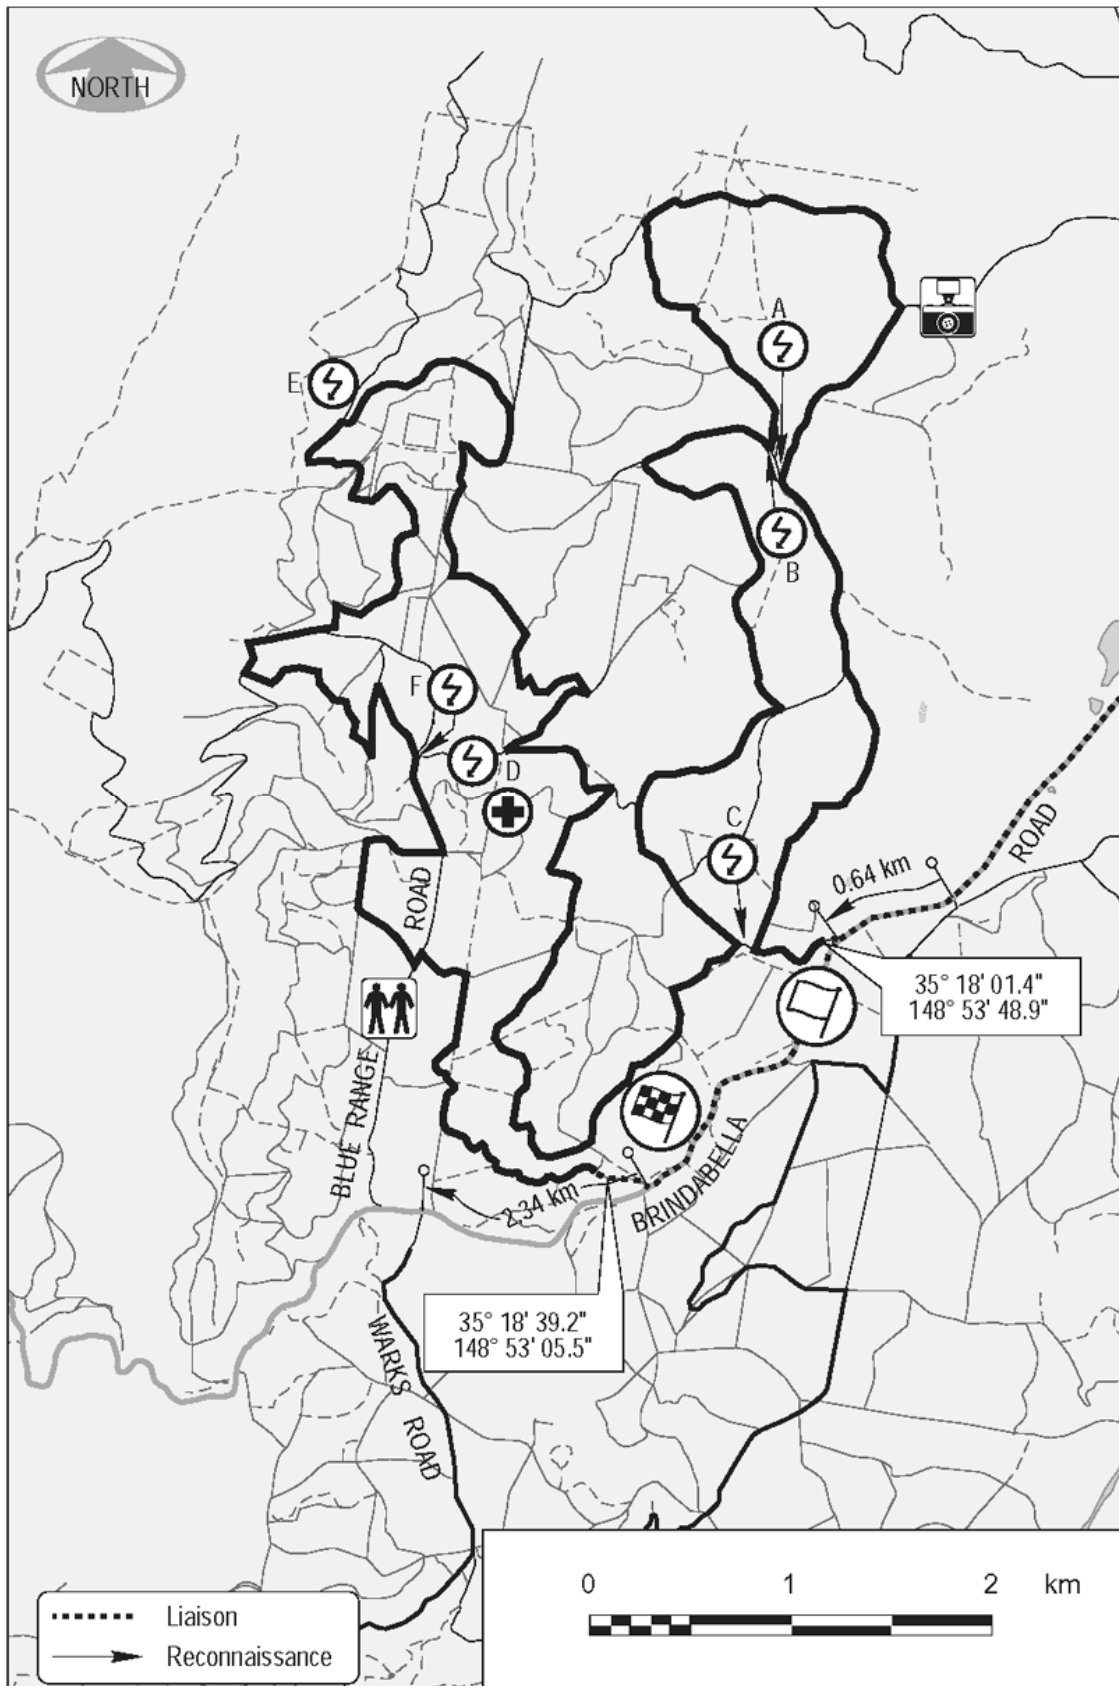 NORTH
A
E
B
F
D
C
ROAD
0.64 km
ROAD
35° 18' 01.4"
148° 53' 48.9"
BLUE RANGE
BRINDABELLA
2.34 km
35° 18' 39.2"
148° 53' 05.5"
WARKS
ROAD
0 1 2 km
Liaison
Reconnaissance